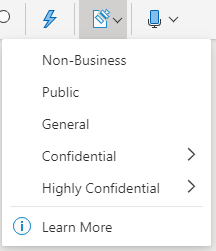 Non-Business
Public
General
Confidential
Highly Confidential
Learn More